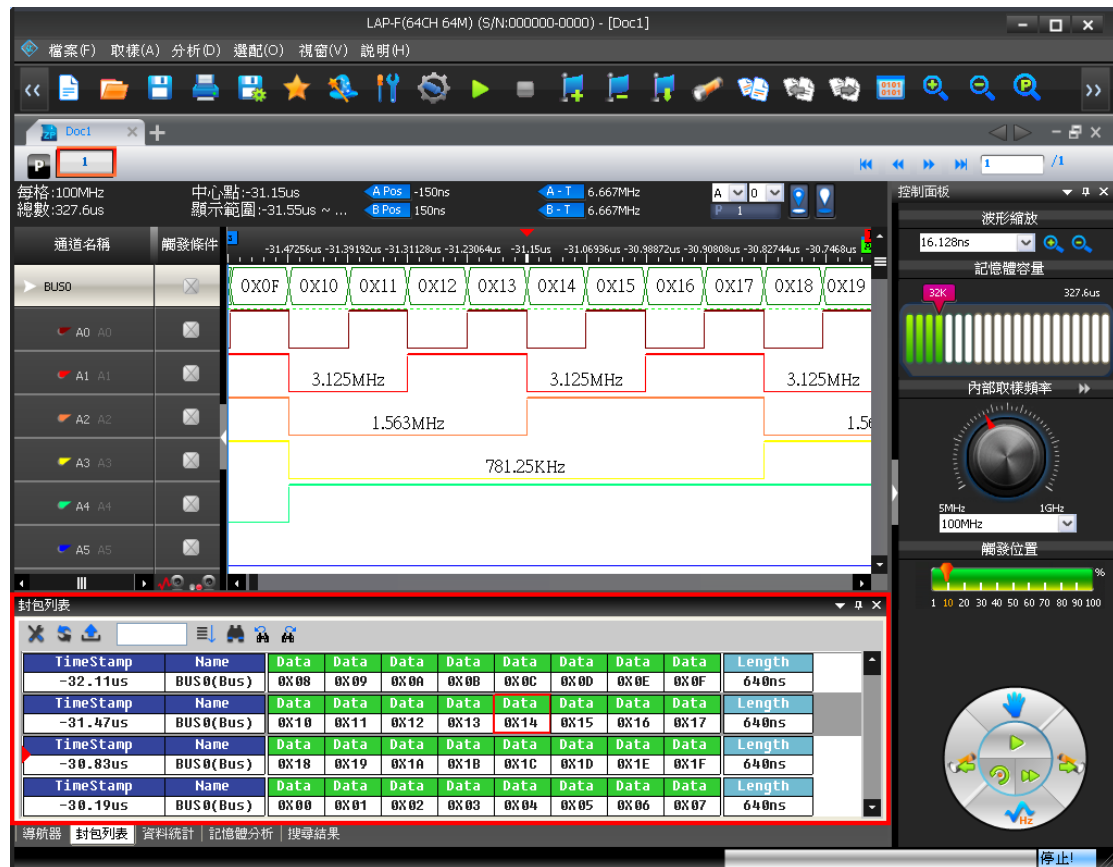 LAP-F(64CH 64M) (S/N:000000-0000) - [Doc1]
檔案(F) 取樣(A) 分析(D) 選配(O) 視窗(V) 説明(H)
Doc1
P 1 1 /1
每格:100MHz 中心點:-31.15us A Pos -150ns A - T 6.667MHz A 0
總數:327.6us 顯示範圍:-31.55us ~ ... B Pos 150ns B - T 6.667MHz P 1
通道名稱 觸發條件 -31.47256us -31.39192us -31.31128us -31.23064us -31.15us -31.06936us -30.98872us -30.90808us -30.82744us -30.7468us
BUS0 0X0F 0X10 0X11 0X12 0X13 0X14 0X15 0X16 0X17 0X18 0X19
A0 A0
A1 A1 3.125MHz 3.125MHz 3.125MHz
A2 A2 1.563MHz 1.56
A3 A3 781.25KHz
A4 A4
A5 A5
控制面板
波形縮放
16.128ns
記憶體容量
32K 327.6us
內部取樣頻率
5MHz 1GHz
100MHz
觸發位置
%
1 10 20 30 40 50 60 70 80 90 100
Hz
封包列表
TimeStamp Name Data Data Data Data Data Data Data Data Length
-32.11us BUS0(Bus) 0X08 0X09 0X0A 0X0B 0X0C 0X0D 0X0E 0X0F 640ns
TimeStamp Name Data Data Data Data Data Data Data Data Length
-31.47us BUS0(Bus) 0X10 0X11 0X12 0X13 0X14 0X15 0X16 0X17 640ns
TimeStamp Name Data Data Data Data Data Data Data Data Length
-30.83us BUS0(Bus) 0X18 0X19 0X1A 0X1B 0X1C 0X1D 0X1E 0X1F 640ns
TimeStamp Name Data Data Data Data Data Data Data Data Length
-30.19us BUS0(Bus) 0X00 0X01 0X02 0X03 0X04 0X05 0X06 0X07 640ns
導航器 封包列表 資料統計 記憶體分析 搜尋結果
停止!